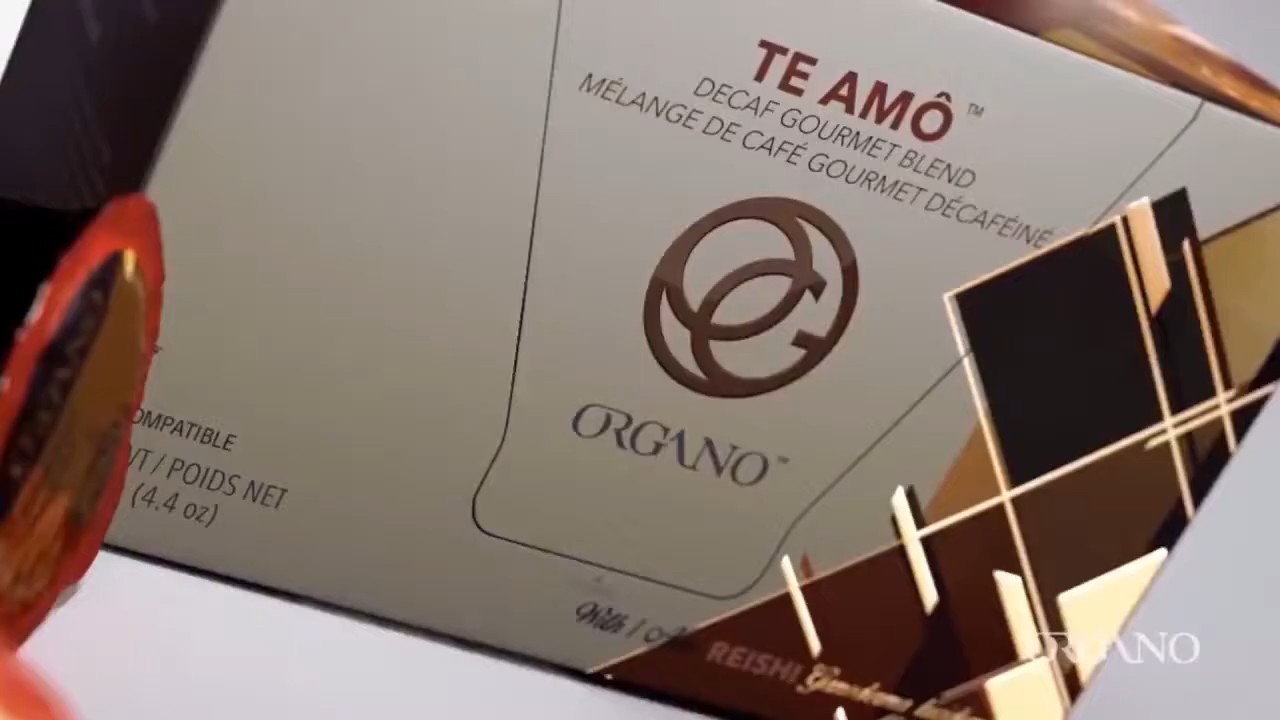 TE AMÔ™
DECAF GOURMET BLEND
MÉLANGE DE CAFÉ GOURMET DÉCAFÉINÉ
ORGANO™
OMPATIBLE
/ POIDS NET
(4.4 oz)
With /
REISHI
ORGANO